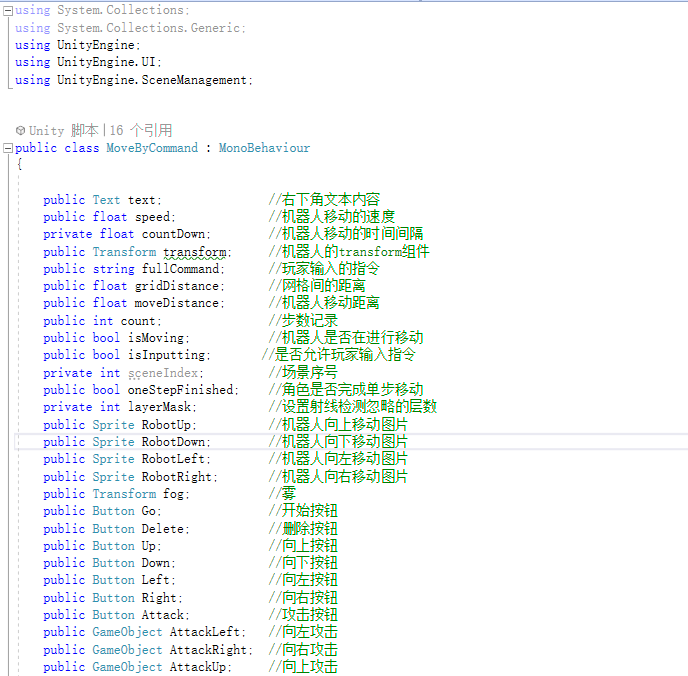 using System.Collections;
using System.Collections.Generic;
using UnityEngine;
using UnityEngine.UI;
using UnityEngine.SceneManagement;
Unity 脚本|16 个引用
public class MoveByCommand : MonoBehaviour
{
public Text text; //右下角文本内容
public float speed; //机器人移动的速度
private float countDown; //机器人移动的时间间隔
public Transform transform; //机器人的transform组件
public string fullCommand; //玩家输入的指令
public float gridDistance; //网格间的距离
public float moveDistance; //机器人移动距离
public int count; //步数记录
public bool isMoving; //机器人是否在进行移动
public bool isInputting; //是否允许玩家输入指令
private int sceneIndex; //场景序号
public bool oneStepFinished; //角色是否完成单步移动
private int layerMask; //设置射线检测忽略的层数
public Sprite RobotUp; //机器人向上移动图片
public Sprite RobotDown; //机器人向下移动图片
public Sprite RobotLeft; //机器人向左移动图片
public Sprite RobotRight; //机器人向右移动图片
public Transform fog; //雾
public Button Go; //开始按钮
public Button Delete; //删除按钮
public Button Up; //向上按钮
public Button Down; //向下按钮
public Button Left; //向左按钮
public Button Right; //向右按钮
public Button Attack; //攻击按钮
public GameObject AttackLeft; //向左攻击
public GameObject AttackRight; //向右攻击
public GameObject AttackUp; //向上攻击